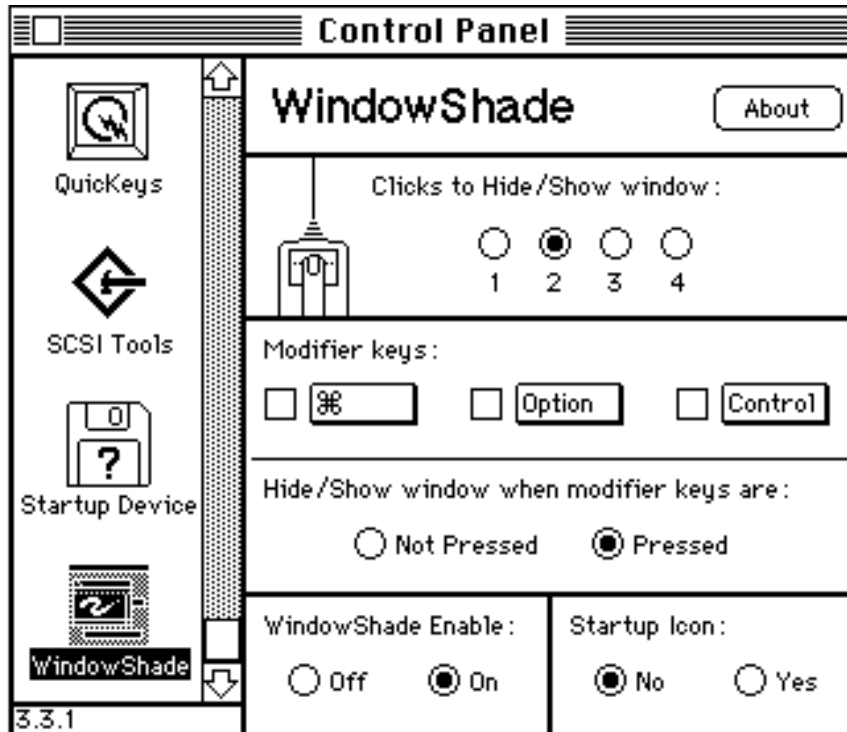 Control Panel
QuicKeys
SCSI Tools
Startup Device
WindowShade
3.3.1
WindowShade
About
Clicks to Hide/Show window:
1 2 3 4
Modifier keys:
⌘ Option Control
Hide/Show window when modifier keys are:
Not Pressed Pressed
WindowShade Enable:
Off On
Startup Icon:
No Yes